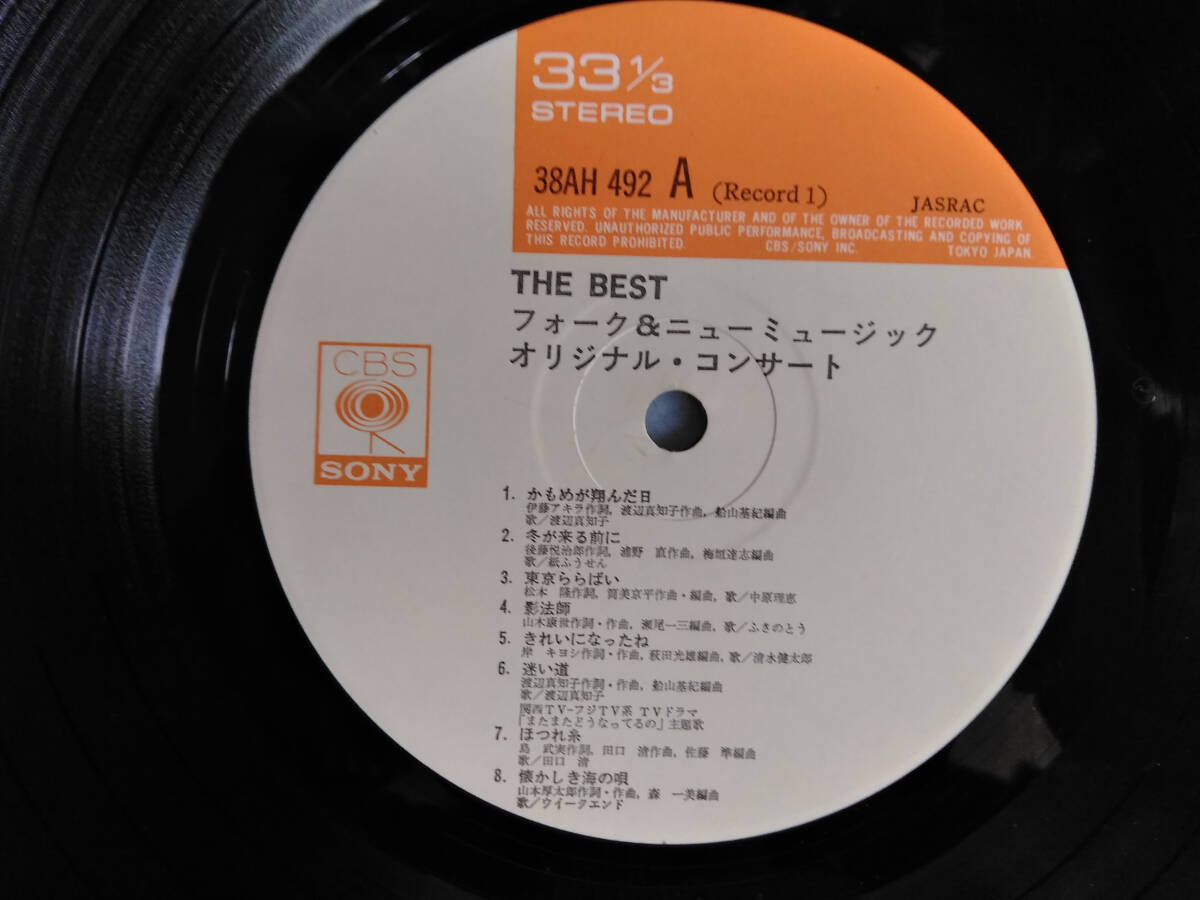 33 1/3
STEREO
38AH 492 A (Record 1) JASRAC
ALL RIGHTS OF THE MANUFACTURER AND OF THE OWNER OF THE RECORDED WORK
RESERVED. UNAUTHORIZED PUBLIC PERFORMANCE, BROADCASTING AND COPYING OF
THIS RECORD PROHIBITED. CBS/SONY INC. TOKYO JAPAN.
THE BEST
フォーク&ニューミュージック
オリジナル・コンサート
CBS
SONY
1. かもめが翔んだ日
伊藤アキラ作詞, 渡辺真知子作曲, 船山基紀編曲
歌/渡辺真知子
2. 冬が来る前に
後藤悦治郎作詞, 浦野 直作曲, 梅垣達志編曲
歌/紙ふうせん
3. 東京ららばい
松本 隆作詞, 筒美京平作曲・編曲, 歌/中原理恵
4. 影法師
山木康世作詞・作曲, 瀬尾一三編曲, 歌/ふきのとう
5. きれいになったね
岸 キヨシ作詞・作曲, 萩田光雄編曲, 歌/清水健太郎
6. 迷い道
渡辺真知子作詞・作曲, 船山基紀編曲
歌/渡辺真知子
関西TV-フジTV系 TVドラマ
「またまたどうなってるの」主題歌
7. ほつれ糸
島 武実作詞, 田口 清作曲, 佐藤 準編曲
歌/田口 清
8. 懐かしき海の唄
山本厚太郎作詞・作曲, 森 一美編曲
歌/ウイークエンド